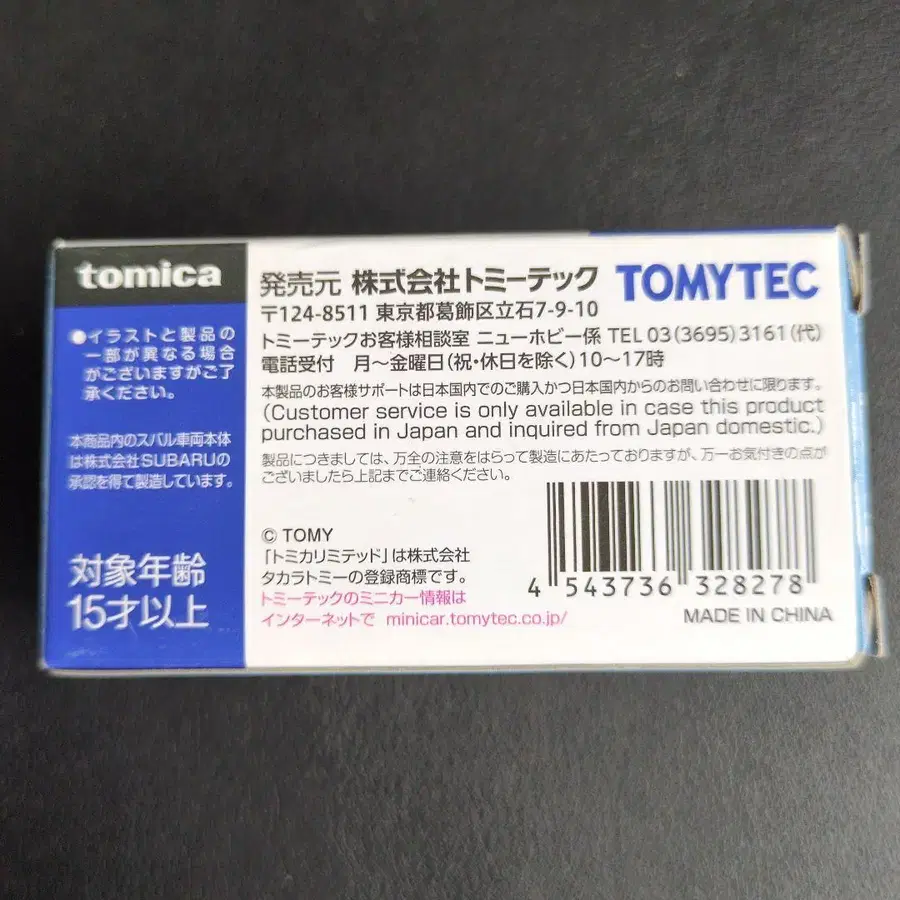 tomica
●イラストと製品の
一部が異なる場合
がございますがご了
承ください。
本商品内のスバル車両本体
は株式会社SUBARUの
承認を得て製造しています。
対象年齢
15才以上
発売元 株式会社トミーテック TOMYTEC
〒124-8511 東京都葛飾区立石7-9-10
トミーテックお客様相談室 ニューホビー係 TEL 03(3695)3161(代)
電話受付 月〜金曜日(祝・休日を除く)10〜17時
本製品のお客様サポートは日本国内でのご購入かつ日本国内からのお問い合わせに限ります。
(Customer service is only available in case this product
purchased in Japan and inquired from Japan domestic.)
製品につきましては、万全の注意をはらって製造にあたっておりますが、万一お気付きの点が
ございましたら上記までご連絡ください。
© TOMY
「トミカリミテッド」は株式会社
タカラトミーの登録商標です。
トミーテックのミニカー情報は
インターネットで minicar.tomytec.co.jp/
4 543736 328278
MADE IN CHINA